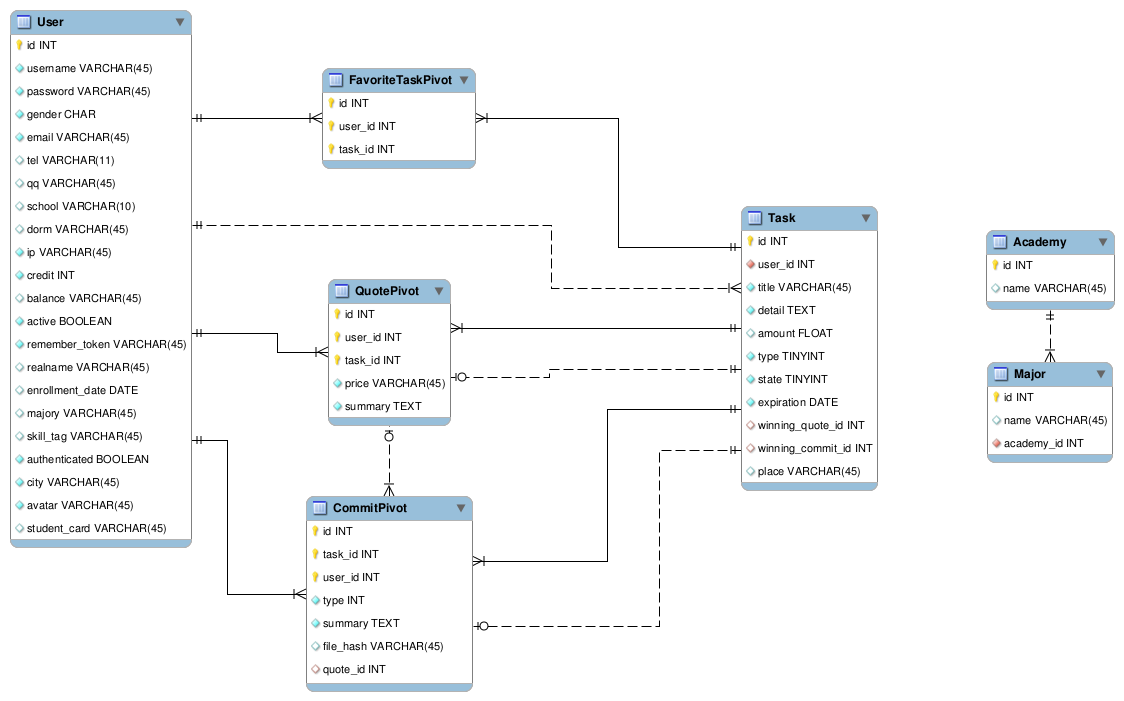 User
id INT
username VARCHAR(45)
password VARCHAR(45)
gender CHAR
email VARCHAR(45)
tel VARCHAR(11)
qq VARCHAR(45)
school VARCHAR(10)
dorm VARCHAR(45)
ip VARCHAR(45)
credit INT
balance VARCHAR(45)
active BOOLEAN
remember_token VARCHAR(45)
realname VARCHAR(45)
enrollment_date DATE
majory VARCHAR(45)
skill_tag VARCHAR(45)
authenticated BOOLEAN
city VARCHAR(45)
avatar VARCHAR(45)
student_card VARCHAR(45)
FavoriteTaskPivot
id INT
user_id INT
task_id INT
QuotePivot
id INT
user_id INT
task_id INT
price VARCHAR(45)
summary TEXT
CommitPivot
id INT
task_id INT
user_id INT
type INT
summary TEXT
file_hash VARCHAR(45)
quote_id INT
Task
id INT
user_id INT
title VARCHAR(45)
detail TEXT
amount FLOAT
type TINYINT
state TINYINT
expiration DATE
winning_quote_id INT
winning_commit_id INT
place VARCHAR(45)
Academy
id INT
name VARCHAR(45)
Major
id INT
name VARCHAR(45)
academy_id INT